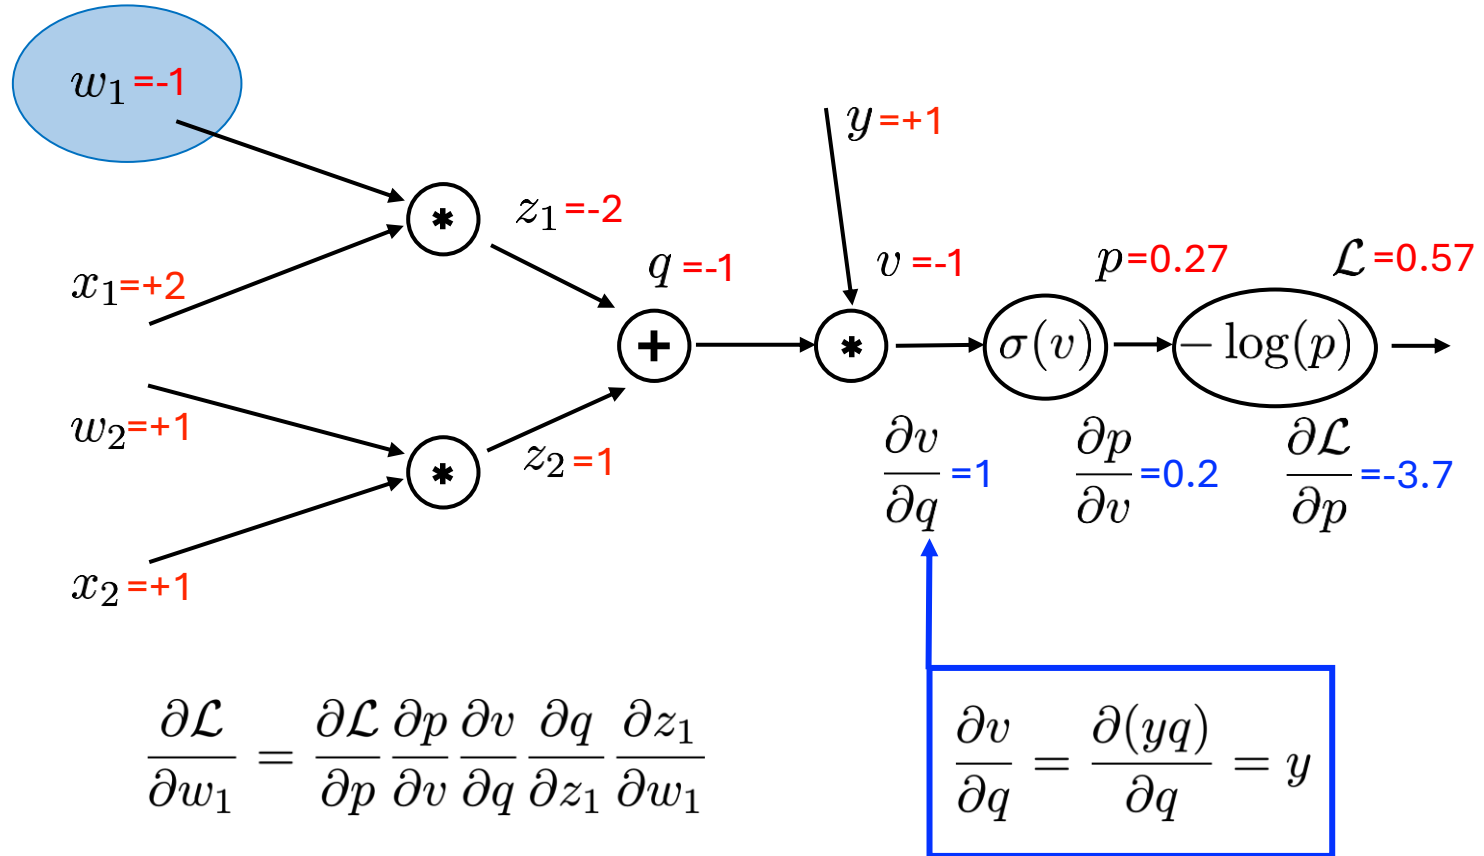 w₁ =-1
y =+1
*
z₁ =-2
x₁ =+2
q =-1
v =-1
p =0.27
ℒ =0.57
+
*
σ(v)
− log(p)
w₂ =+1
*
z₂ =1
x₂ =+1
∂v/∂q =1
∂p/∂v =0.2
∂ℒ/∂p =-3.7
∂ℒ/∂w₁ = ∂ℒ/∂p ∂p/∂v ∂v/∂q ∂q/∂z₁ ∂z₁/∂w₁
∂v/∂q = ∂(yq)/∂q = y